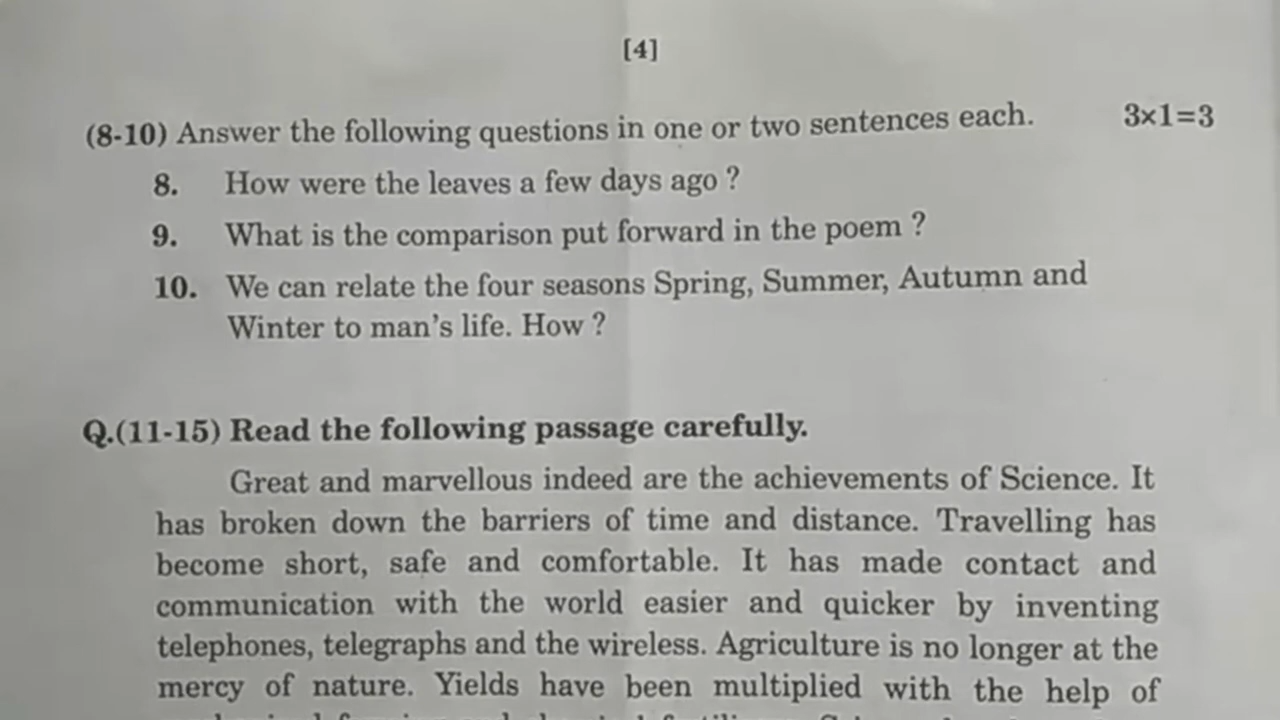 [4]
(8-10) Answer the following questions in one or two sentences each. 3×1=3
8. How were the leaves a few days ago ?
9. What is the comparison put forward in the poem ?
10. We can relate the four seasons Spring, Summer, Autumn and
Winter to man's life. How ?
Q.(11-15) Read the following passage carefully.
Great and marvellous indeed are the achievements of Science. It
has broken down the barriers of time and distance. Travelling has
become short, safe and comfortable. It has made contact and
communication with the world easier and quicker by inventing
telephones, telegraphs and the wireless. Agriculture is no longer at the
mercy of nature. Yields have been multiplied with the help of